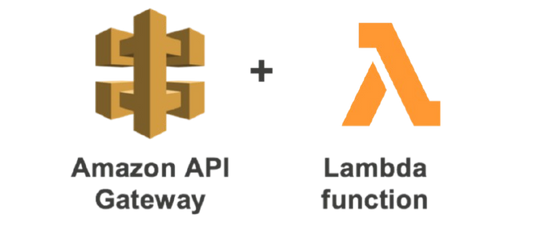 +
Amazon API
Gateway
Lambda
function